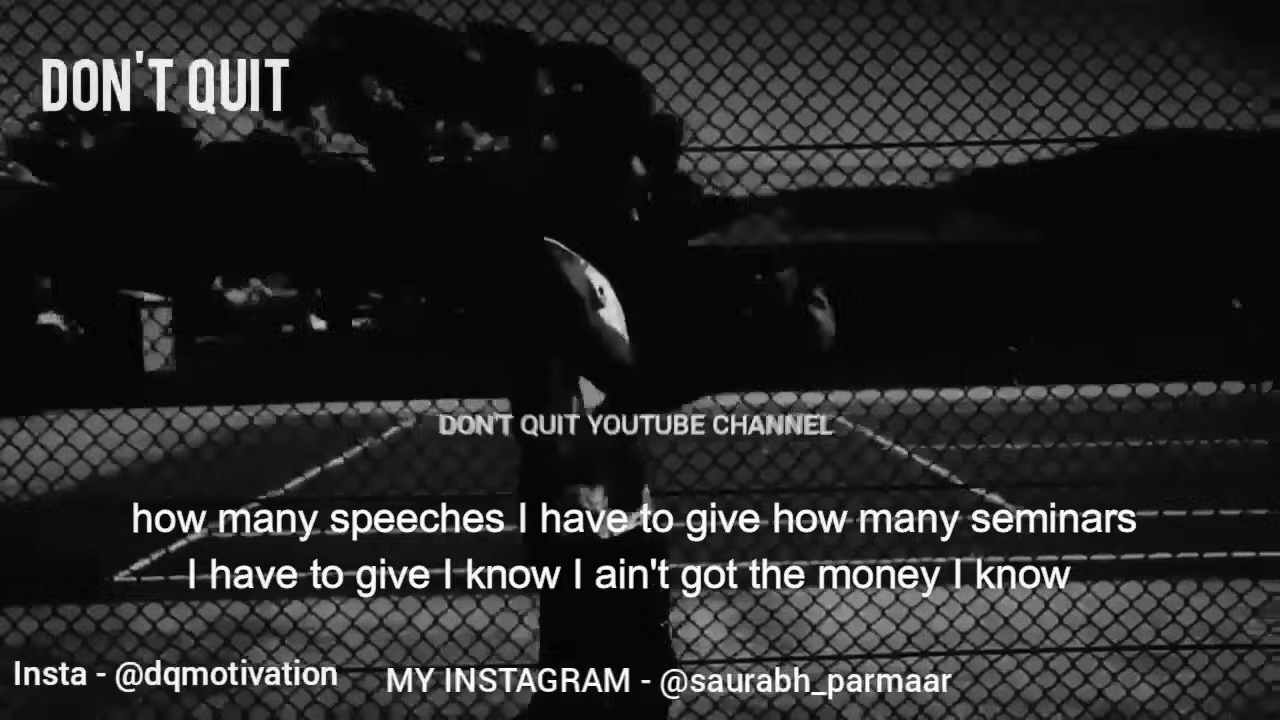 DON'T QUIT
DON'T QUIT YOUTUBE CHANNEL
how many speeches I have to give how many seminars
I have to give I know I ain't got the money I know
Insta - @dqmotivation
MY INSTAGRAM - @saurabh_parmaar